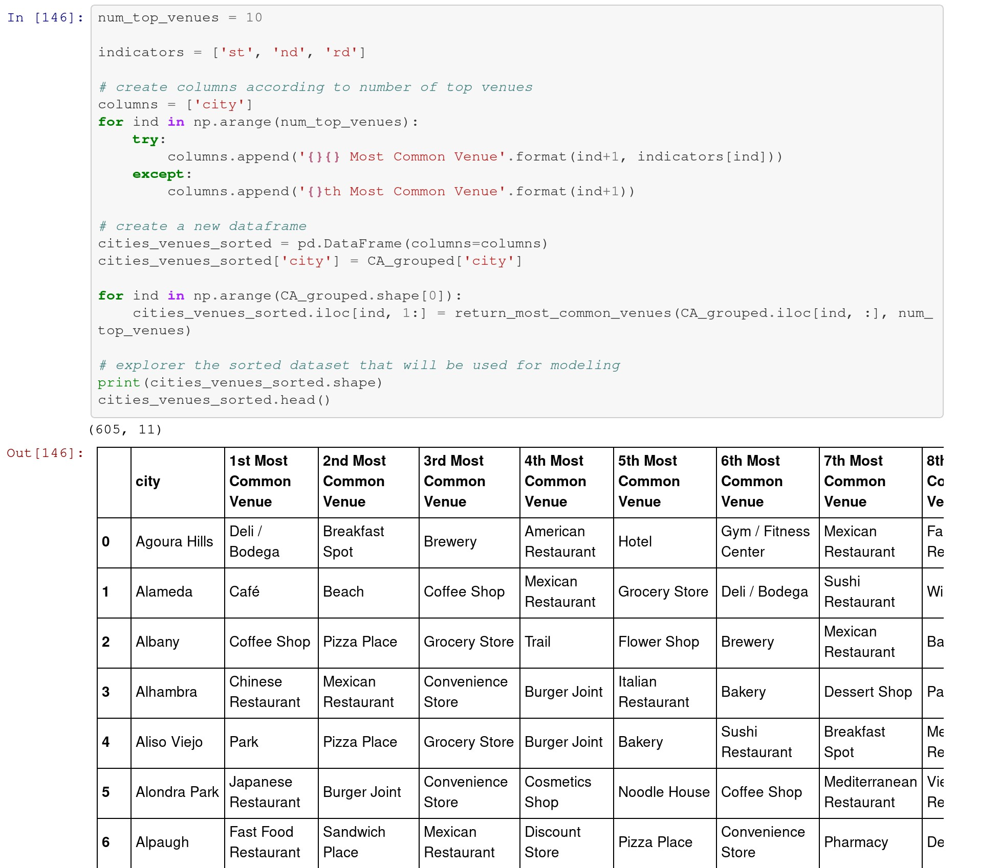 In [146]:
num_top_venues = 10
indicators = ['st', 'nd', 'rd']
# create columns according to number of top venues
columns = ['city']
for ind in np.arange(num_top_venues):
    try:
        columns.append('{}{} Most Common Venue'.format(ind+1, indicators[ind]))
    except:
        columns.append('{}th Most Common Venue'.format(ind+1))
# create a new dataframe
cities_venues_sorted = pd.DataFrame(columns=columns)
cities_venues_sorted['city'] = CA_grouped['city']
for ind in np.arange(CA_grouped.shape[0]):
    cities_venues_sorted.iloc[ind, 1:] = return_most_common_venues(CA_grouped.iloc[ind, :], num_
top_venues)
# explorer the sorted dataset that will be used for modeling
print(cities_venues_sorted.shape)
cities_venues_sorted.head()
(605, 11)
Out[146]:
city
1st Most
Common
Venue
2nd Most
Common
Venue
3rd Most
Common
Venue
4th Most
Common
Venue
5th Most
Common
Venue
6th Most
Common
Venue
7th Most
Common
Venue
8th
Co
Ve
0
Agoura Hills
Deli /
Bodega
Breakfast
Spot
Brewery
American
Restaurant
Hotel
Gym / Fitness
Center
Mexican
Restaurant
Fa
Re
1
Alameda
Café
Beach
Coffee Shop
Mexican
Restaurant
Grocery Store
Deli / Bodega
Sushi
Restaurant
Wi
2
Albany
Coffee Shop
Pizza Place
Grocery Store
Trail
Flower Shop
Brewery
Mexican
Restaurant
Ba
3
Alhambra
Chinese
Restaurant
Mexican
Restaurant
Convenience
Store
Burger Joint
Italian
Restaurant
Bakery
Dessert Shop
Pa
4
Aliso Viejo
Park
Pizza Place
Grocery Store
Burger Joint
Bakery
Sushi
Restaurant
Breakfast
Spot
Me
Re
5
Alondra Park
Japanese
Restaurant
Burger Joint
Convenience
Store
Cosmetics
Shop
Noodle House
Coffee Shop
Mediterranean
Restaurant
Vie
Re
6
Alpaugh
Fast Food
Restaurant
Sandwich
Place
Mexican
Restaurant
Discount
Store
Pizza Place
Convenience
Store
Pharmacy
De